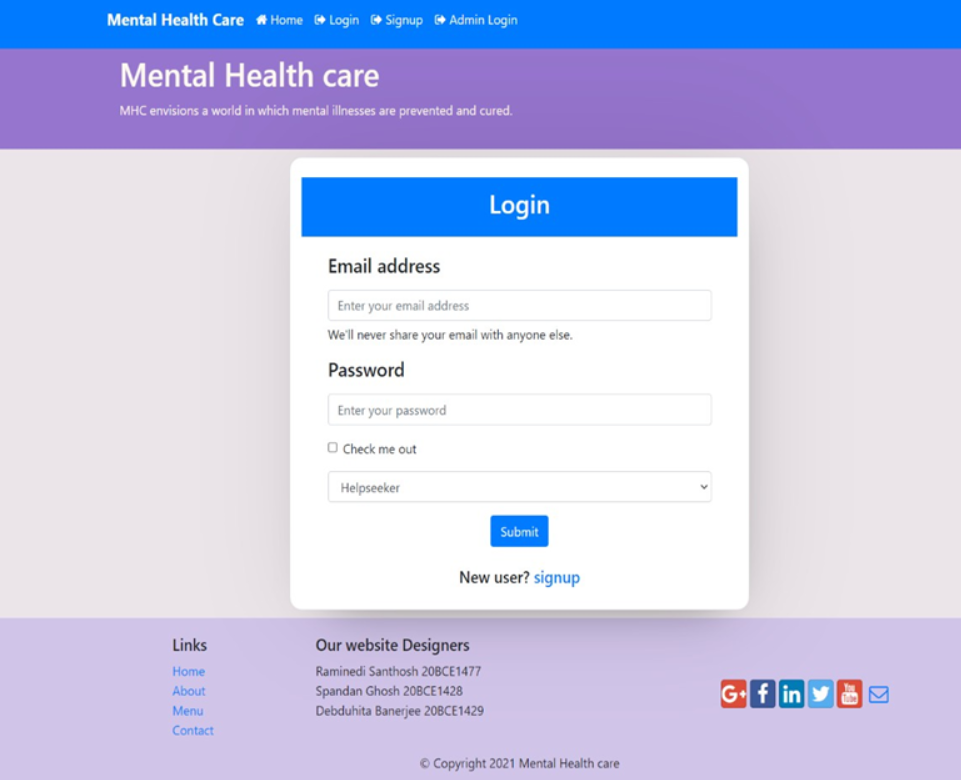 Mental Health Care Home Login Signup Admin Login
Mental Health care
MHC envisions a world in which mental illnesses are prevented and cured.
Login
Email address
Enter your email address
We'll never share your email with anyone else.
Password
Enter your password
Check me out
Helpseeker
Submit
New user? signup
Links
Home
About
Menu
Contact
Our website Designers
Raminedi Santhosh 20BCE1477
Spandan Ghosh 20BCE1428
Debduhita Banerjee 20BCE1429
G+ f in You Tube
© Copyright 2021 Mental Health care